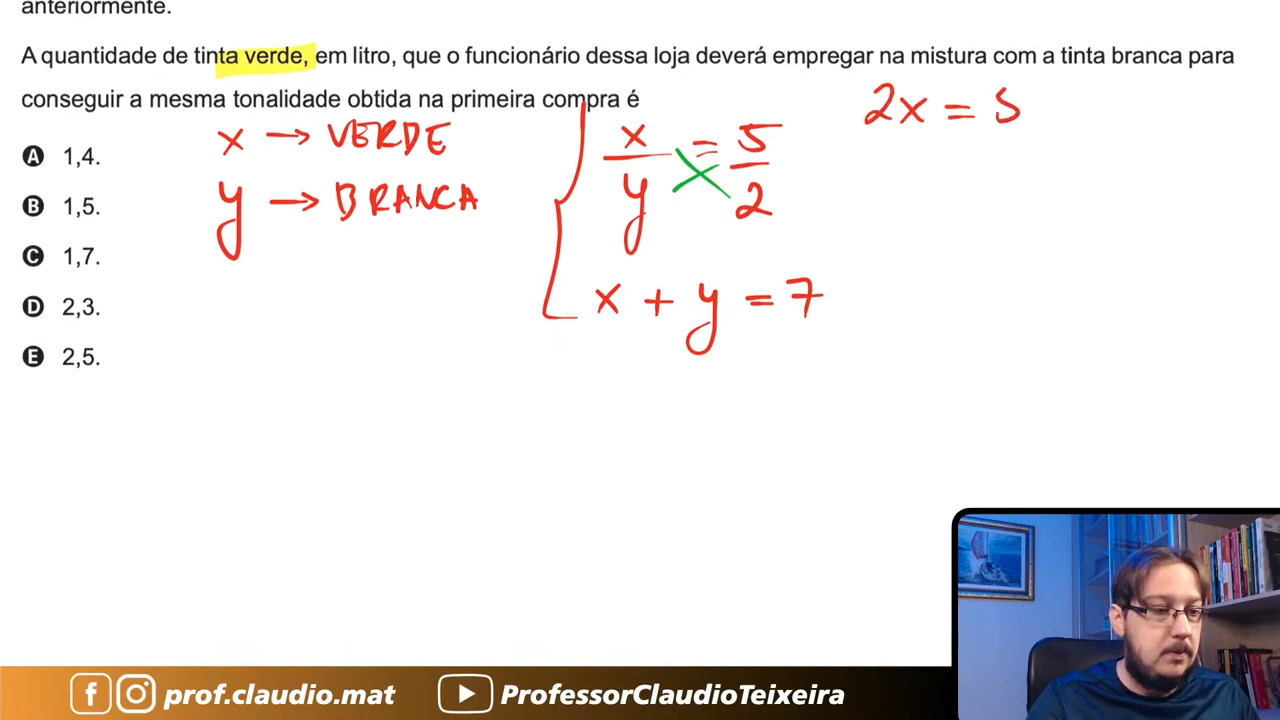 anteriormente.
A quantidade de tinta verde, em litro, que o funcionário dessa loja deverá empregar na mistura com a tinta branca para
conseguir a mesma tonalidade obtida na primeira compra é
A 1,4.
B 1,5.
C 1,7.
D 2,3.
E 2,5.
x → VERDE
y → BRANCA
x/y = 5/2
x + y = 7
2x = 5
prof.claudio.mat
ProfessorClaudioTeixeira